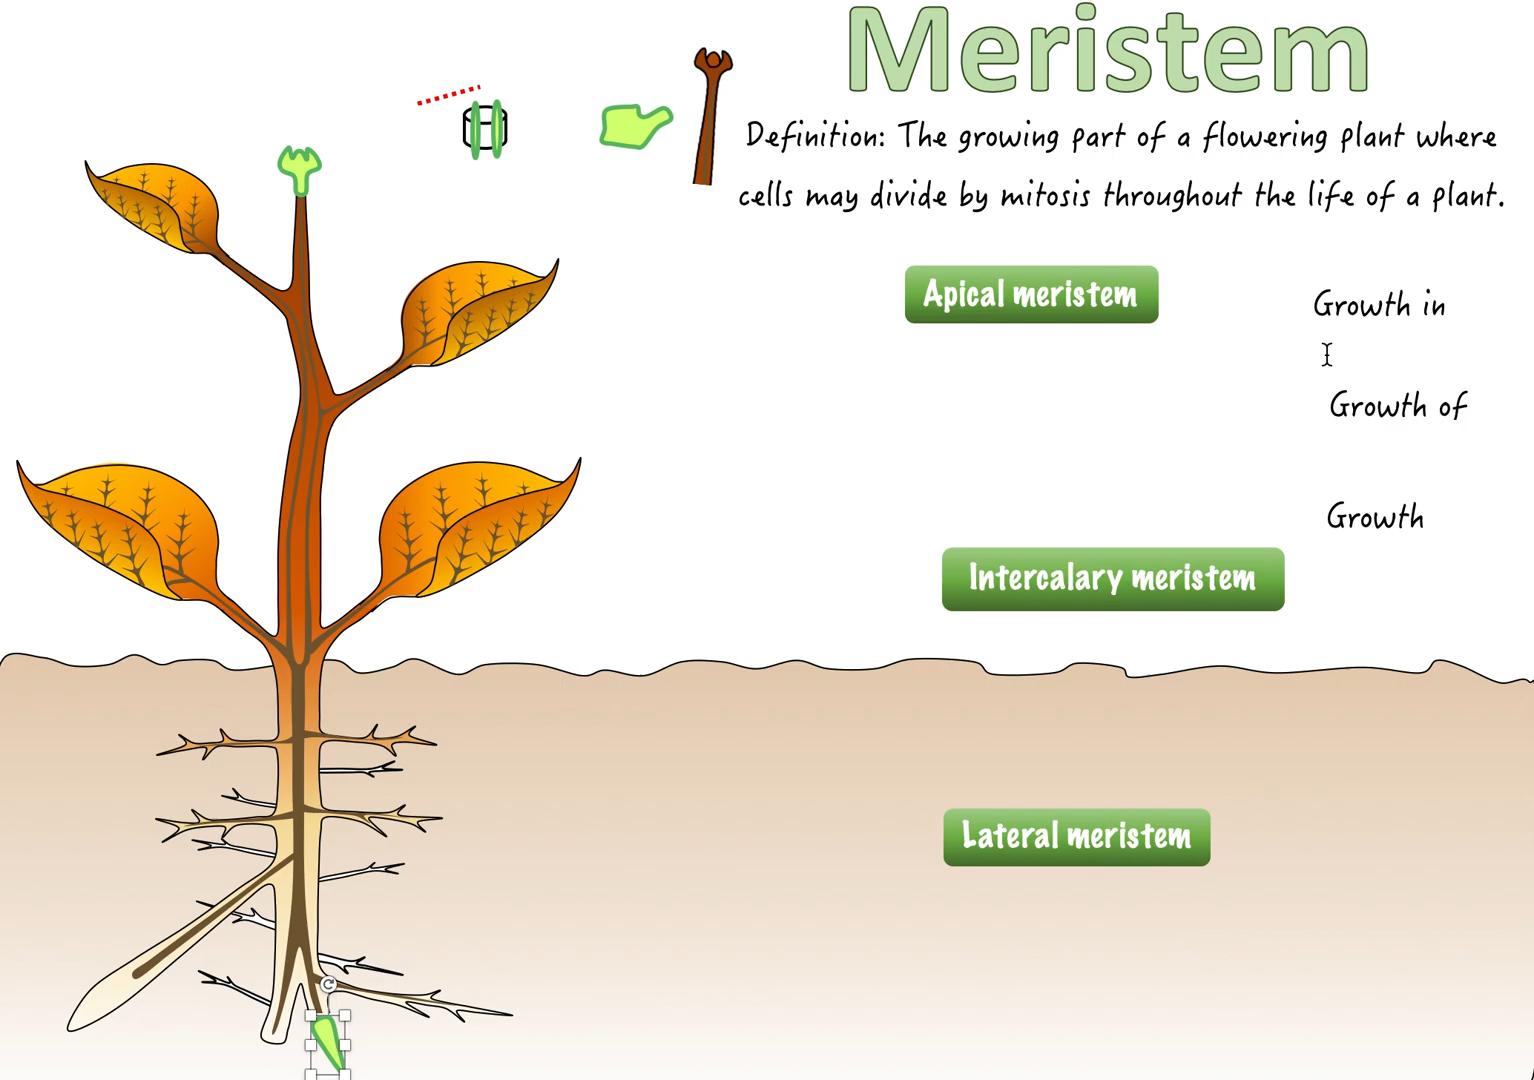 Meristem
Definition: The growing part of a flowering plant where
cells may divide by mitosis throughout the life of a plant.
Apical meristem
Growth in
Growth of
Growth
Intercalary meristem
Lateral meristem